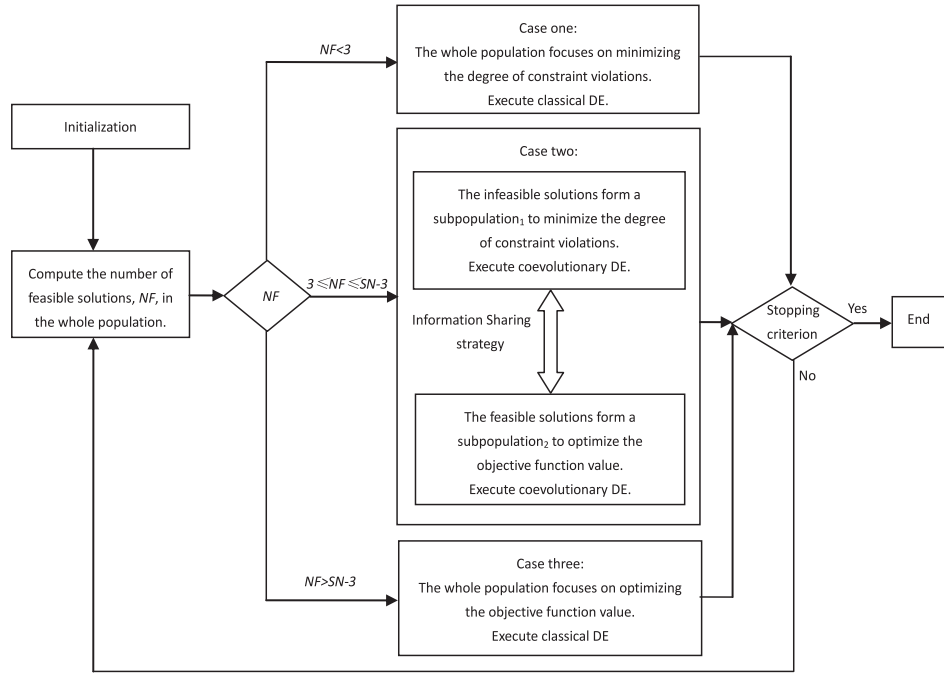 Initialization
Compute the number of
feasible solutions, NF, in
the whole population.
NF
NF<3
Case one:
The whole population focuses on minimizing
the degree of constraint violations.
Execute classical DE.
3 ≤NF ≤SN-3
Case two:
The infeasible solutions form a
subpopulation₁ to minimize the degree
of constraint violations.
Execute coevolutionary DE.
Information Sharing
strategy
The feasible solutions form a
subpopulation₂ to optimize the
objective function value.
Execute coevolutionary DE.
NF>SN-3
Case three:
The whole population focuses on optimizing
the objective function value.
Execute classical DE
Stopping
criterion
Yes
End
No